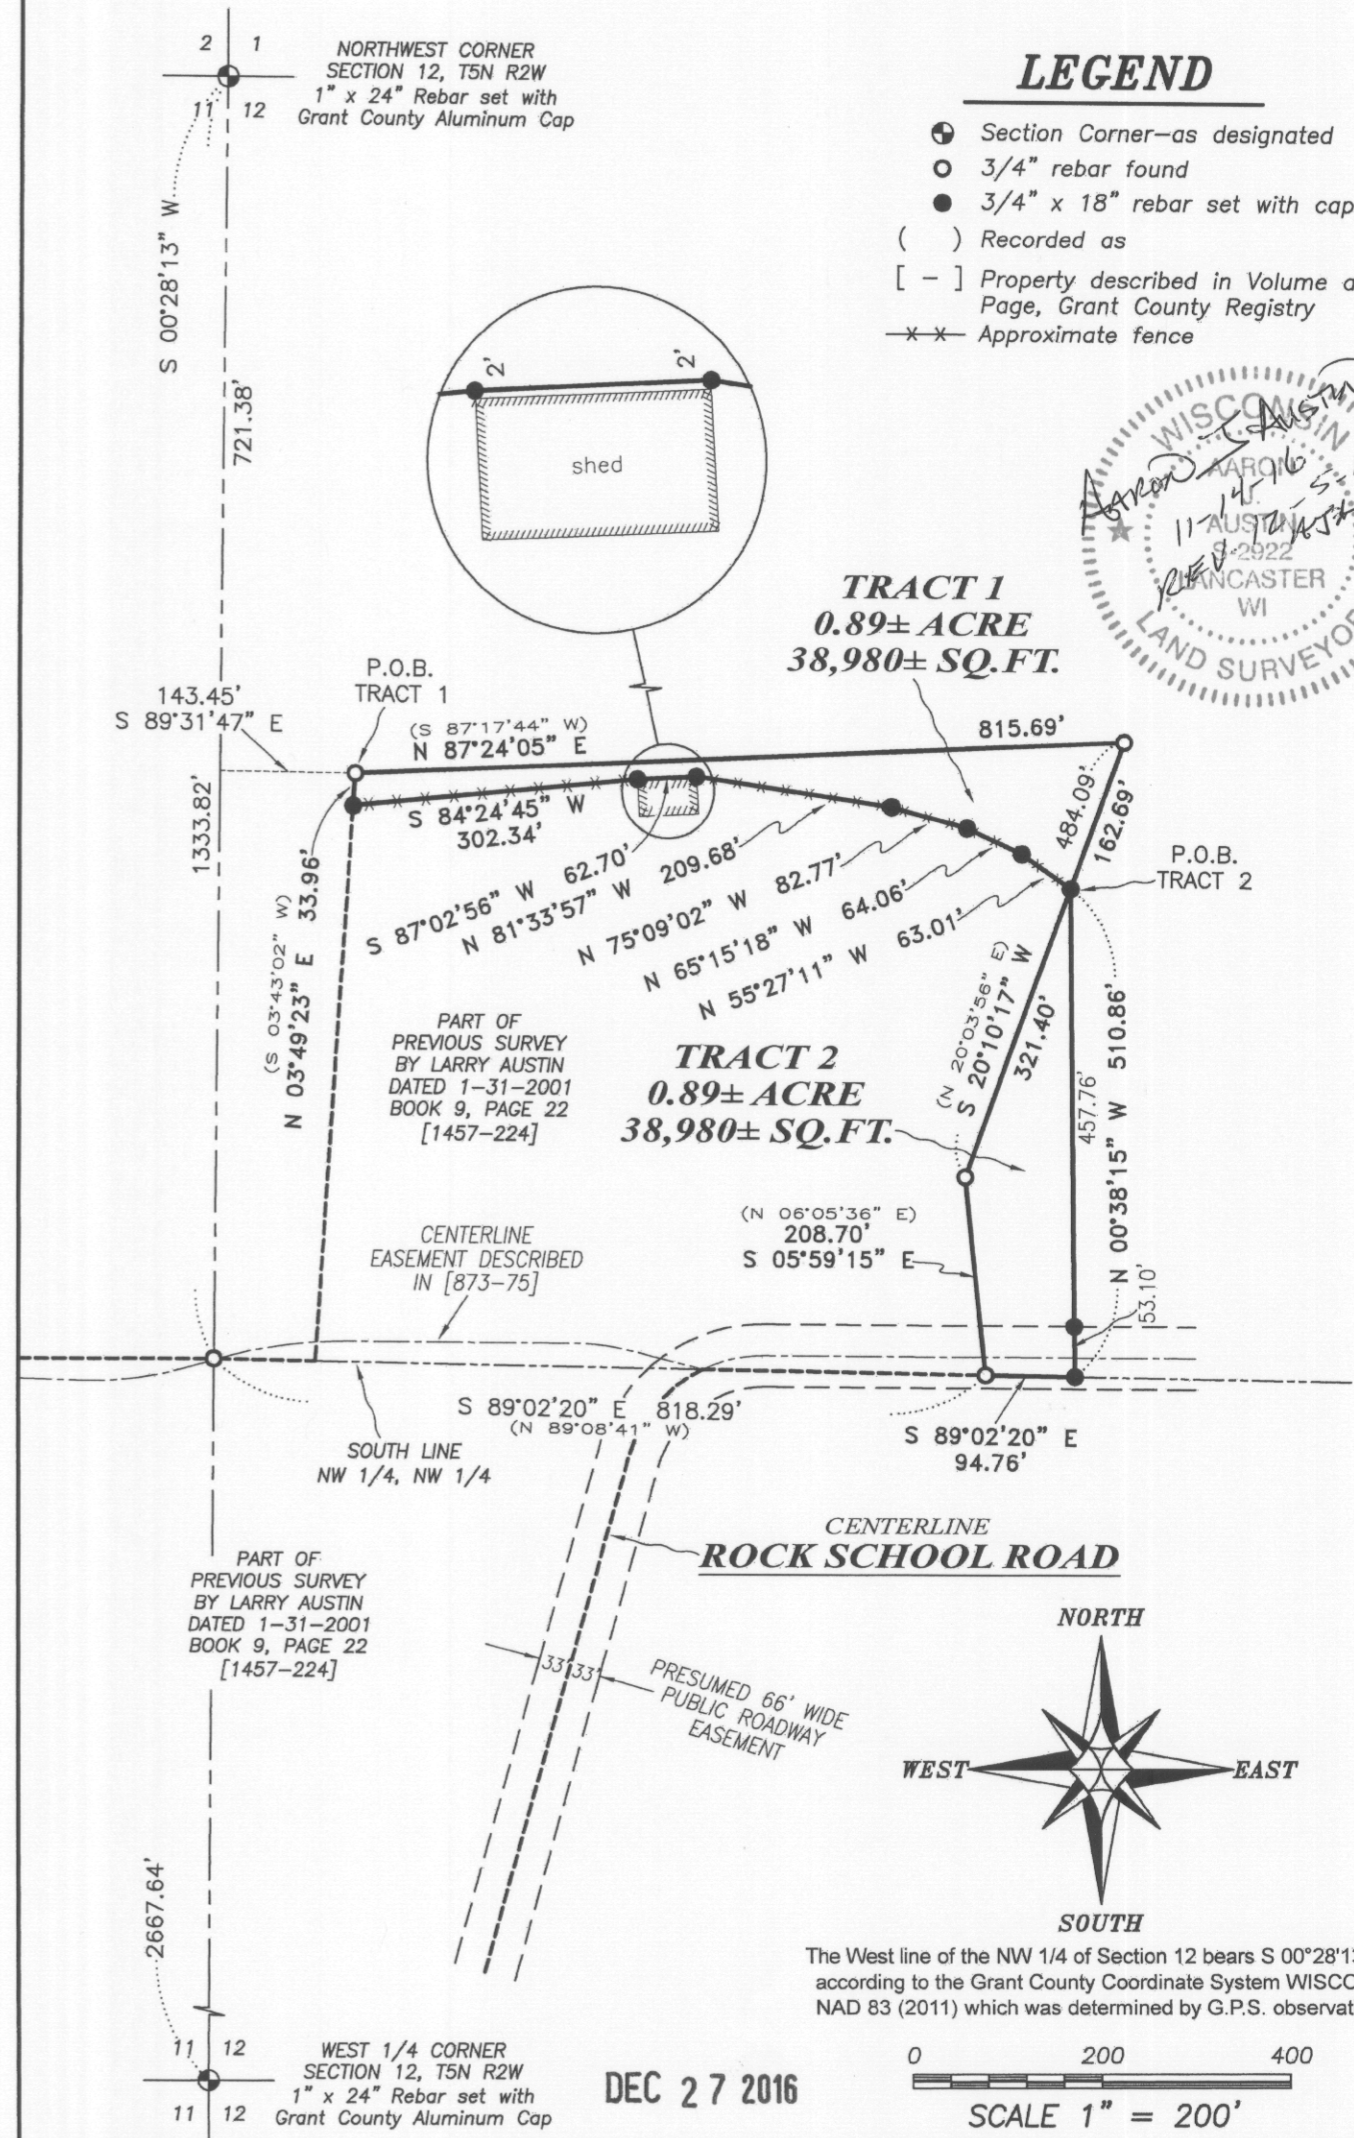 2 1
11 12
NORTHWEST CORNER
SECTION 12, T5N R2W
1" x 24" Rebar set with
Grant County Aluminum Cap
LEGEND
Section Corner—as designated
3/4" rebar found
3/4" x 18" rebar set with cap
( ) Recorded as
[ - ] Property described in Volume
Page, Grant County Registry
Approximate fence
S 00°28'13" W
721.38'
2'
2'
shed
WISCONSIN
AARON
J.
AUSTIN
S-2922
LANCASTER
WI
LAND SURVEYOR
AARON J AUSTIN
11-14-16
REV. 12-5-
TRACT 1
0.89± ACRE
38,980± SQ.FT.
P.O.B.
TRACT 1
143.45'
S 89°31'47" E
(S 87°17'44" W)
N 87°24'05" E
815.69'
1333.82'
S 84°24'45" W
302.34'
484.09'
162.69'
P.O.B.
TRACT 2
(S 03°43'02" W)
N 03°49'23" E 33.96'
S 87°02'56" W 62.70'
N 81°33'57" W 209.68'
N 75°09'02" W 82.77'
N 65°15'18" W 64.06'
N 55°27'11" W 63.01'
(N 20°03'56" E)
S 20°10'17" W
321.40'
457.76'
N 00°38'15" W 510.86'
PART OF
PREVIOUS SURVEY
BY LARRY AUSTIN
DATED 1-31-2001
BOOK 9, PAGE 22
[1457-224]
TRACT 2
0.89± ACRE
38,980± SQ.FT.
(N 06°05'36" E)
208.70'
S 05°59'15" E
CENTERLINE
EASEMENT DESCRIBED
IN [873-75]
53.10'
S 89°02'20" E 818.29'
(N 89°08'41" W)
S 89°02'20" E
94.76'
SOUTH LINE
NW 1/4, NW 1/4
CENTERLINE
ROCK SCHOOL ROAD
PART OF
PREVIOUS SURVEY
BY LARRY AUSTIN
DATED 1-31-2001
BOOK 9, PAGE 22
[1457-224]
33' 33'
PRESUMED 66' WIDE
PUBLIC ROADWAY
EASEMENT
NORTH
WEST
EAST
SOUTH
2667.64'
The West line of the NW 1/4 of Section 12 bears S 00°28'1
according to the Grant County Coordinate System WISCO
NAD 83 (2011) which was determined by G.P.S. observat
11 12
11 12
WEST 1/4 CORNER
SECTION 12, T5N R2W
1" x 24" Rebar set with
Grant County Aluminum Cap
DEC 27 2016
0 200 400
SCALE 1" = 200'